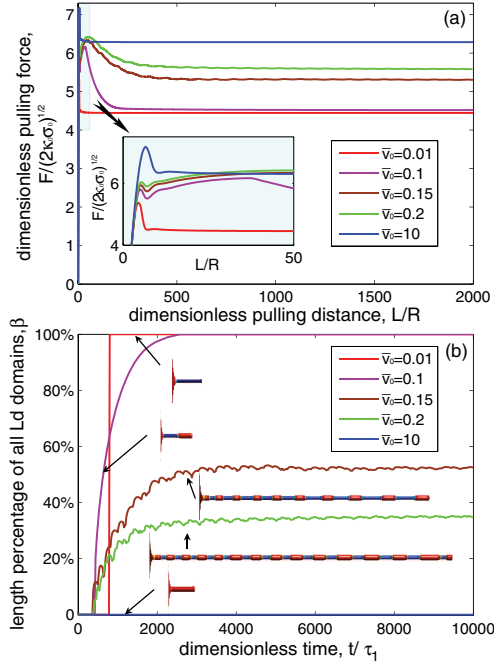 (a)
dimensionless pulling force,
F/(2κ₀σ₀)^1/2
7
6
5
4
3
2
1
0
F/(2κ₀σ₀)^1/2
6
4
0
50
L/R
v̄₀=0.01
v̄₀=0.1
v̄₀=0.15
v̄₀=0.2
v̄₀=10
0
500
1000
1500
2000
dimensionless pulling distance, L/R
(b)
length percentage of all Ld domains,β
100%
80%
60%
40%
20%
0
v̄₀=0.01
v̄₀=0.1
v̄₀=0.15
v̄₀=0.2
v̄₀=10
0
2000
4000
6000
8000
10000
dimensionless time, t/ τ₁